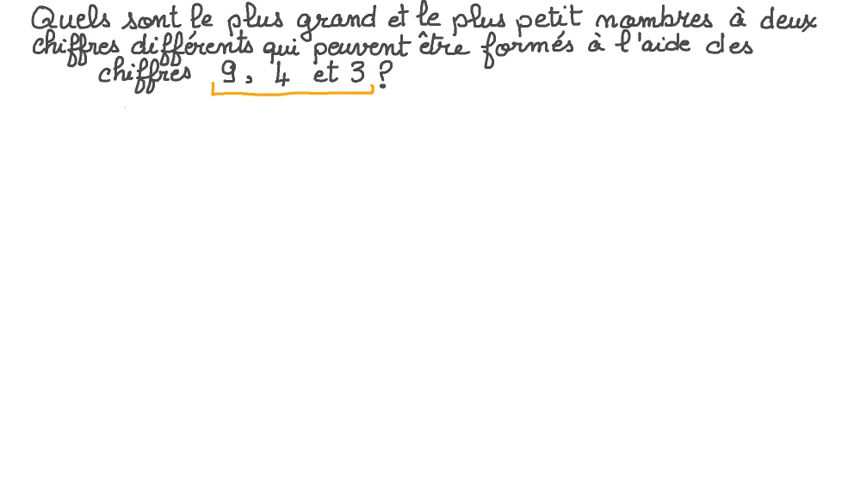 Quels sont le plus grand et le plus petit nombres à deux
chiffres différents qui peuvent être formés à l'aide des
chiffres 9, 4 et 3 ?